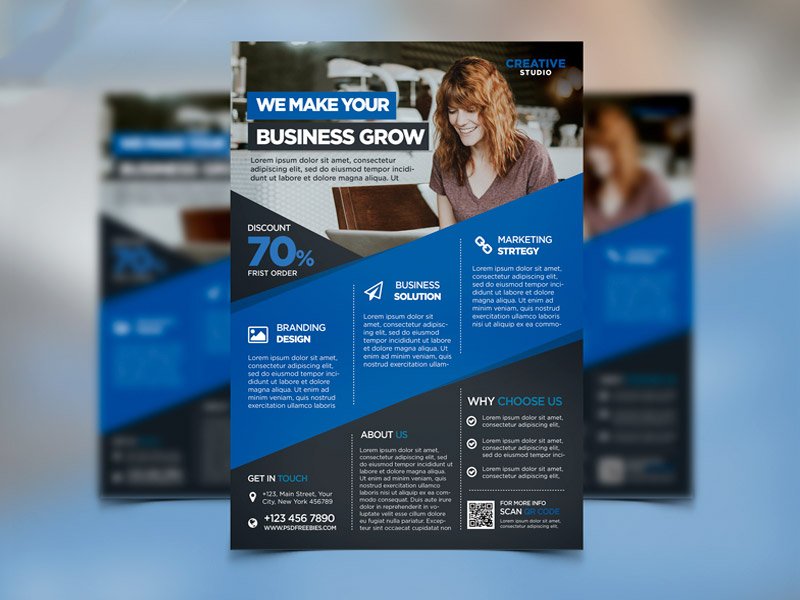 CREATIVE
STUDIO
WE MAKE YOUR
BUSINESS GROW
Lorem ipsum dolor sit amet, consectetur
adipiscing elit, sed do eiusmod tempor incidi-
dunt ut labore et dolore magna aliqua. Ut
DISCOUNT
70%
FRIST ORDER
MARKETING
STRTEGY
Lorem ipsum dolor sit amet,
consectetur adipiscing elit, sed
do eiusmod tempor incididunt
ut labore et dolore magna
aliqua. Ut enim ad minim
veniam, quis nostrud exercita-
tion ullamco laboris nisi ut
aliquip ex ea commo-
BUSINESS
SOLUTION
Lorem ipsum dolor sit amet,
consectetur adipiscing elit, sed
do eiusmod tempor incididunt ut
labore et dolore magna aliqua. Ut
enim ad minim veniam, quis
veniam, quis ullam-
BRANDING
DESIGN
Lorem ipsum dolor sit amet,
consectetur adipiscing elit, sed
do eiusmod tempor incididunt
ut labore et dolore magna
aliqua. Ut enim ad minim
veniam, quis nostrud exercita-
tion ullamco laboris
WHY CHOOSE US
Lorem ipsum dolor sit amet,
consectetur adipiscing elit.
Lorem ipsum dolor sit amet,
consectetur adipiscing elit,
sed do eiusmod tempor inci-
Lorem ipsum dolor sit amet,
consectetur adipiscing elit.
ABOUT US
Lorem ipsum dolor sit amet,
consectetur adipiscing elit, sed
do eiusmod tempor incididunt
ut labore et dolore magna
aliqua. Ut enim ad minim
veniam, quis nostrud exercita-
tion ullamco laboris nisi ut
aliquip ex ea commodo
consequat. Duis aute irure
dolor in reprehenderit in
voluptate velit esse cillum
dolore eu fugiat nulla pariatur.
Excepteur sint occaecat
cupidatat non
GET IN TOUCH
+123, Main Street, Your
City, New York 456789
+123 456 7890
WWW.PSDFREEBIES.COM
FOR MORE INFO
SCAN QR CODE
Lorem ipsum dolor sit amet,
consectetur adipiscing elit,